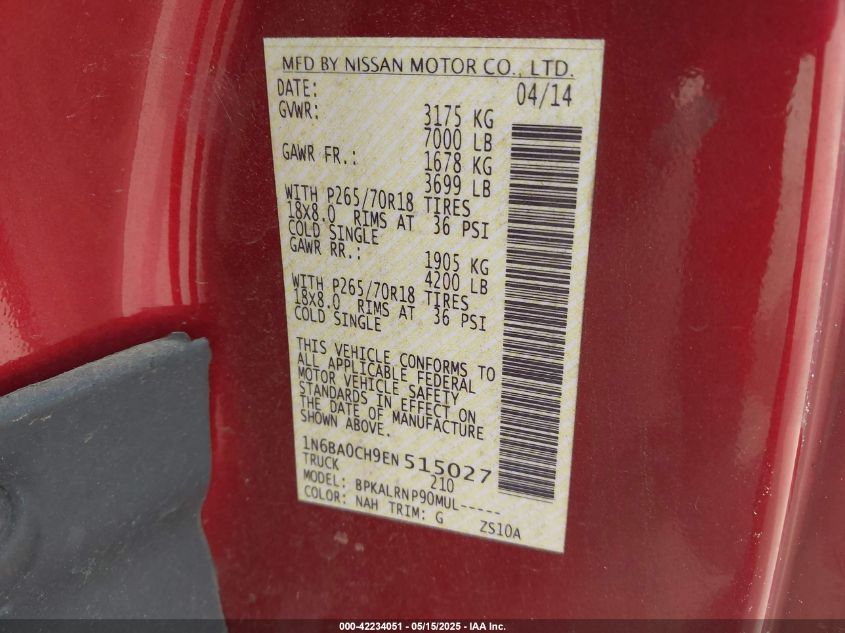 MFD BY NISSAN MOTOR CO., LTD.
DATE: 04/14
GVWR: 3175 KG
7000 LB
GAWR FR.: 1678 KG
3699 LB
WITH P265/70R18 TIRES
18X8.0 RIMS AT 36 PSI
COLD SINGLE
GAWR RR.: 1905 KG
4200 LB
WITH P265/70R18 TIRES
18X8.0 RIMS AT 36 PSI
COLD SINGLE
THIS VEHICLE CONFORMS TO
ALL APPLICABLE FEDERAL
MOTOR VEHICLE SAFETY
STANDARDS IN EFFECT ON
THE DATE OF MANUFACTURE
SHOWN ABOVE.
1N6BA0CH9EN 515027
TRUCK 210
MODEL: BPKALRNP90MUL-----
COLOR: NAH TRIM: G ZS10A
000-42234051 - 05/15/2025 - IAA Inc.